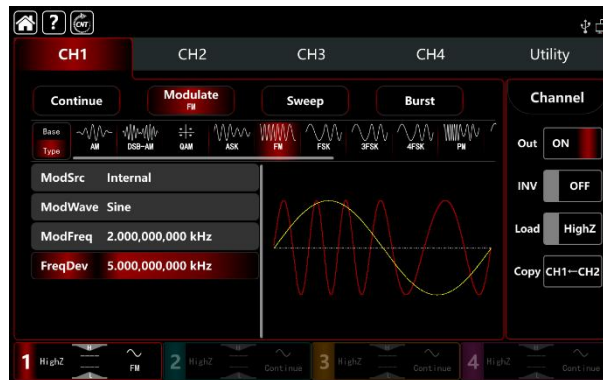 ? CNT
CH1 CH2 CH3 CH4 Utility
Continue Modulate Sweep Burst Channel
FM
Base
Type
AM DSB-AM QAM ASK FM FSK 3FSK 4FSK PM
Out ON
ModSrc Internal
INV OFF
ModWave Sine
ModFreq 2.000,000,000 kHz
Load HighZ
FreqDev 5.000,000,000 kHz
Copy CH1←CH2
1 HighZ H L FM 2 HighZ Continue 3 HighZ Continue 4 HighZ Continue